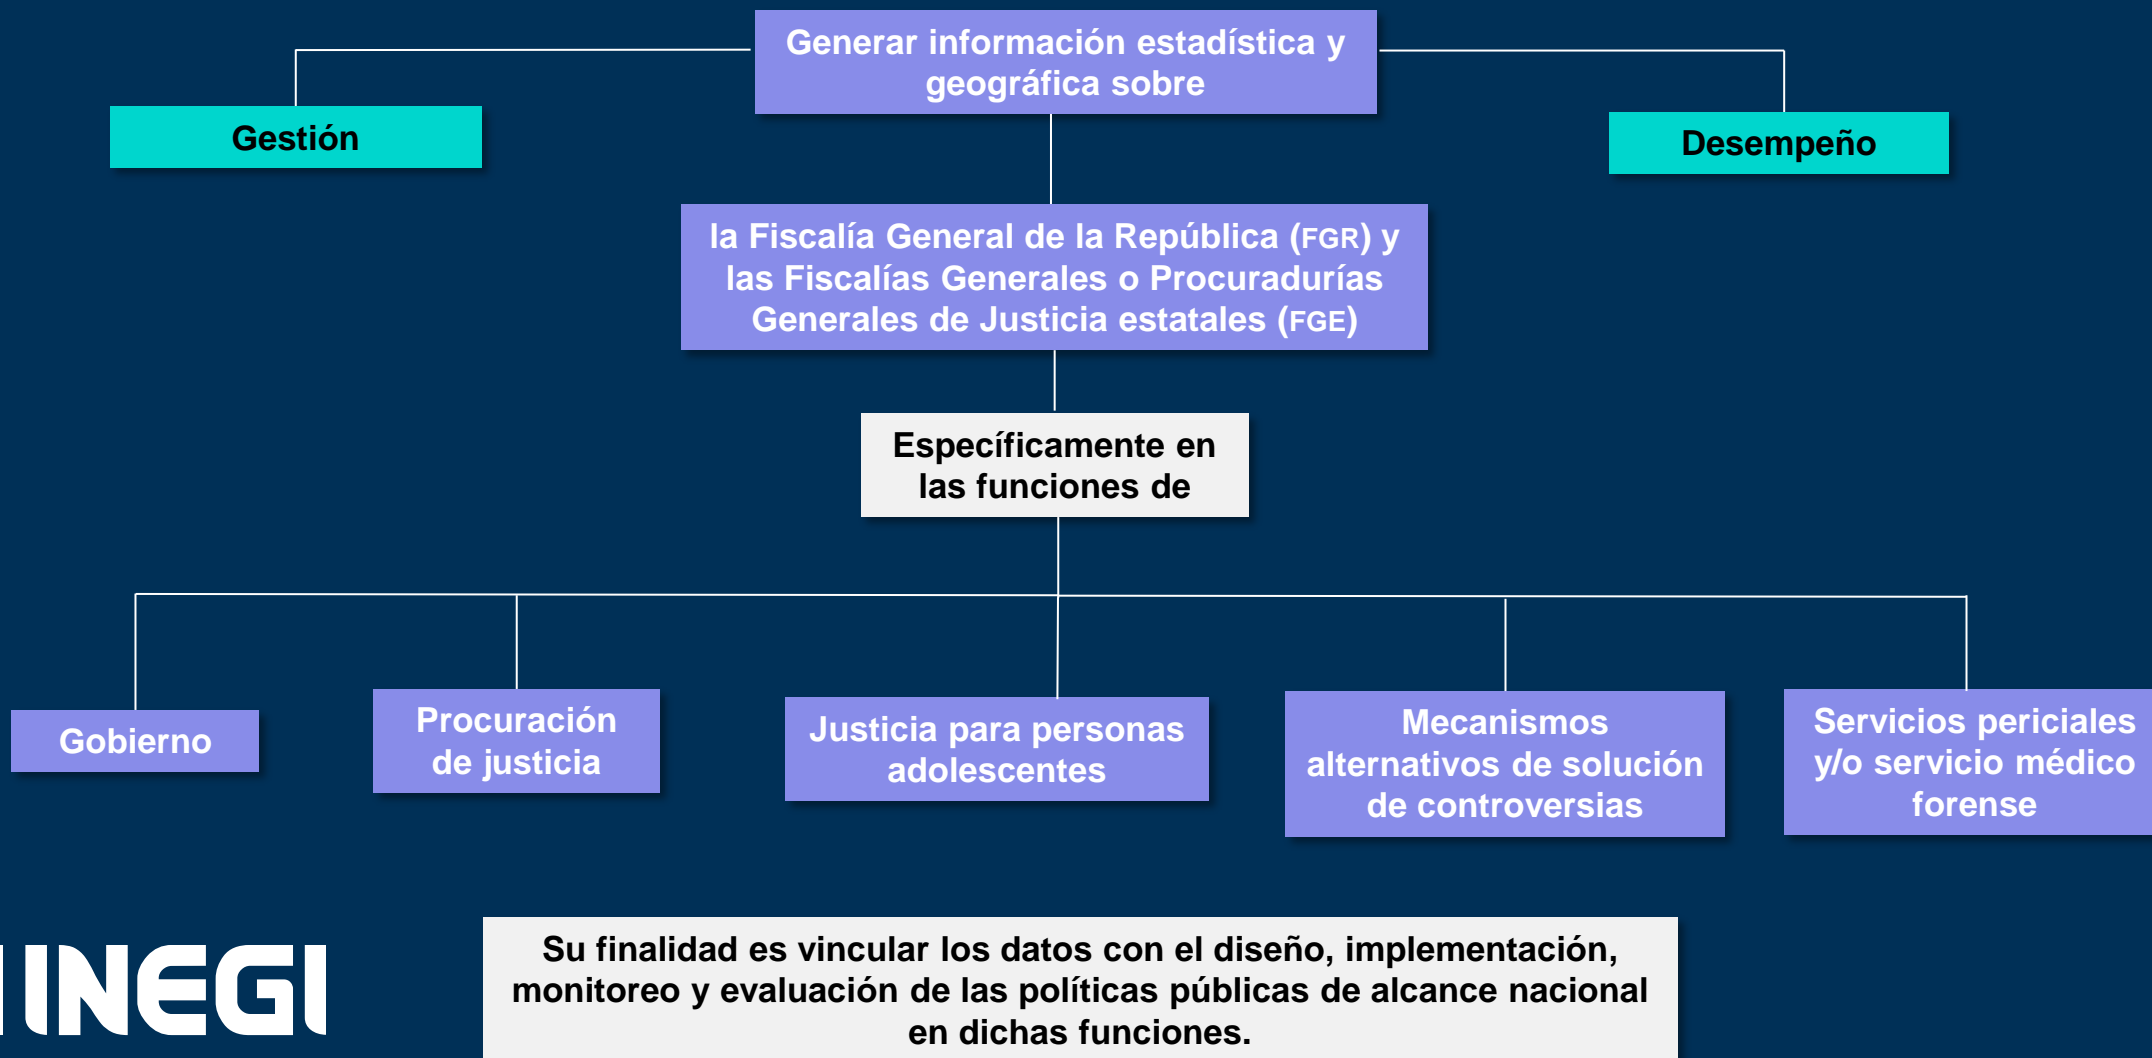 Generar información estadística y
geográfica sobre
Gestión
Desempeño
la Fiscalía General de la República (FGR) y
las Fiscalías Generales o Procuradurías
Generales de Justicia estatales (FGE)
Específicamente en
las funciones de
Gobierno
Procuración
de justicia
Justicia para personas
adolescentes
Mecanismos
alternativos de solución
de controversias
Servicios periciales
y/o servicio médico
forense
INEGI
Su finalidad es vincular los datos con el diseño, implementación,
monitoreo y evaluación de las políticas públicas de alcance nacional
en dichas funciones.